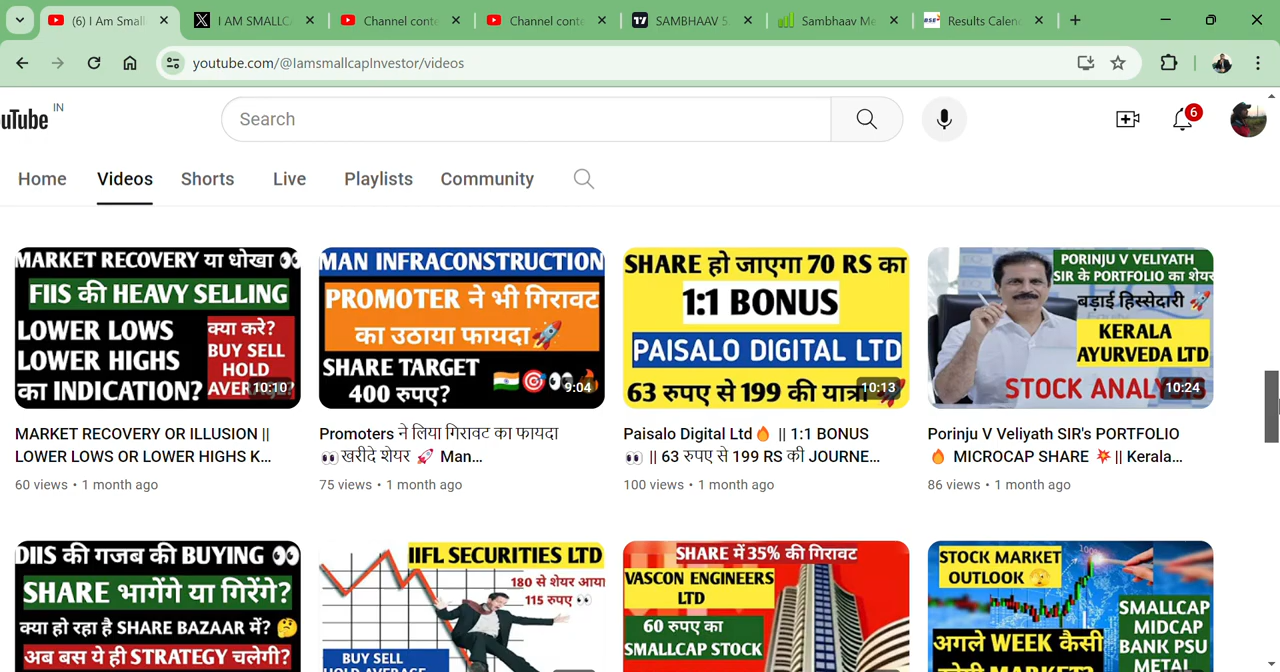 (6) I Am Small
I AM SMALLC
Channel conte
Channel conte
SAMBHAAV 5.
Sambhaav Me
Results Calen
youtube.com/@IamsmallcapInvestor/videos
uTube IN
Search
6
Home
Videos
Shorts
Live
Playlists
Community
MARKET RECOVERY या धोखा 👀
FIIS की HEAVY SELLING
LOWER LOWS
LOWER HIGHS
का INDICATION?
क्या करे?
BUY SELL
HOLD
10:10
MAN INFRACONSTRUCTION
PROMOTER ने भी गिरावट
का उठाया फायदा🚀
SHARE TARGET
400 रुपए?
🇮🇳🎯👀🔥
9:04
SHARE हो जाएगा 70 RS का
1:1 BONUS
PAISALO DIGITAL LTD
63 रुपए से 199 की यात्रा🚀
10:13
PORINJU V VELIYATH
SIR के PORTFOLIO का शेयर
बड़ाई हिस्सेदारी 🚀
KERALA
AYURVEDA LTD
STOCK ANALYSIS
10:24
MARKET RECOVERY OR ILLUSION ||
LOWER LOWS OR LOWER HIGHS K...
60 views • 1 month ago
Promoters ने लिया गिरावट का फायदा
👀खरीदे शेयर 🚀 Man...
75 views • 1 month ago
Paisalo Digital Ltd🔥 || 1:1 BONUS
👀 || 63 रुपए से 199 RS की JOURNE...
100 views • 1 month ago
Porinju V Veliyath SIR's PORTFOLIO
🔥 MICROCAP SHARE 💥 || Kerala...
86 views • 1 month ago
DIIS की गजब की BUYING 👀
SHARE भागेंगे या गिरेंगे?
क्या हो रहा है SHARE BAZAAR में? 🤔
अब बस ये ही STRATEGY चलेगी?
IIFL SECURITIES LTD
180 से शेयर आया
115 रुपए 👀
BUY SELL
HOLD AVERAGE
SHARE में 35% की गिरावट
VASCON ENGINEERS
LTD
60 रुपए का
SMALLCAP STOCK
STOCK MARKET
OUTLOOK 🫣
अगले WEEK कैसी
रहेगी MARKET?
SMALLCAP
MIDCAP
BANK PSU
METAL